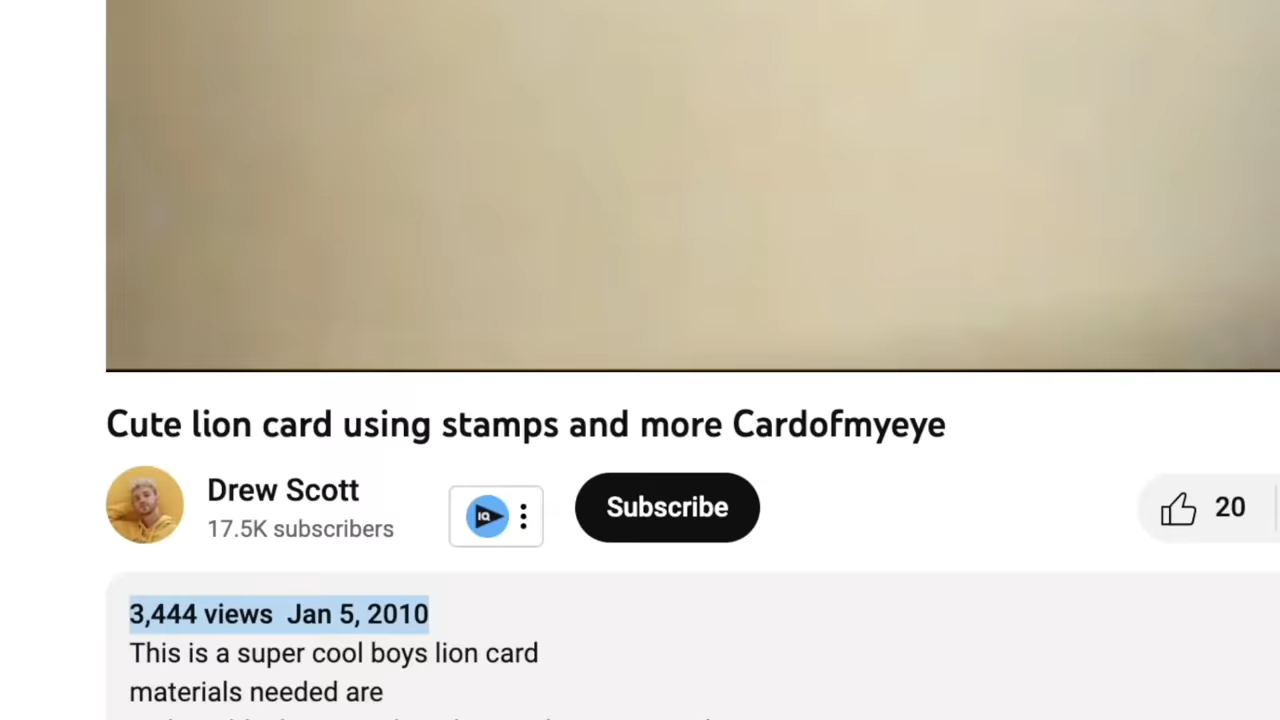 Cute lion card using stamps and more Cardofmyeye
Drew Scott
17.5K subscribers
IQ
Subscribe
20
3,444 views  Jan 5, 2010
This is a super cool boys lion card
materials needed are